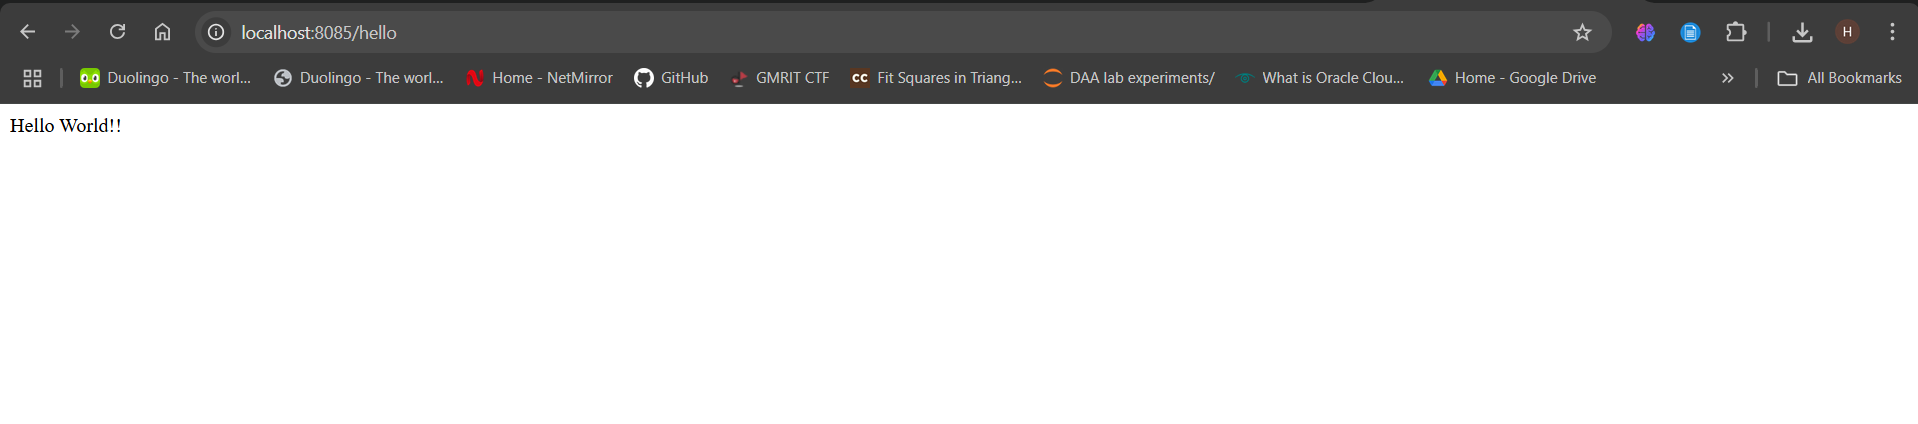 localhost:8085/hello
H
Duolingo - The worl... Duolingo - The worl... Home - NetMirror GitHub GMRIT CTF cc Fit Squares in Triang... DAA lab experiments/ What is Oracle Clou... Home - Google Drive » All Bookmarks
Hello World!!